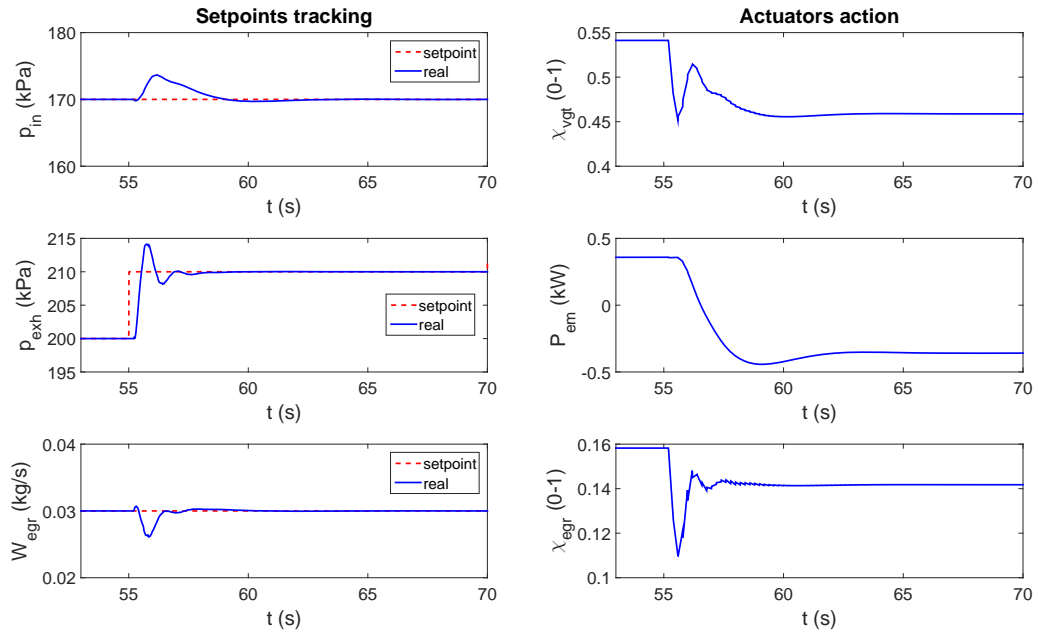 Setpoints tracking
180
170
160
p_in (kPa)
setpoint
real
55
60
65
70
t (s)
Actuators action
0.55
0.5
0.45
0.4
χ_vgt (0-1)
55
60
65
70
t (s)
215
210
200
195
p_exh (kPa)
setpoint
real
55
60
65
70
t (s)
0.5
0
-0.5
P_em (kW)
55
60
65
70
t (s)
0.04
0.03
0.02
W_egr (kg/s)
setpoint
real
55
60
65
70
t (s)
0.16
0.14
0.12
0.1
χ_egr (0-1)
55
60
65
70
t (s)